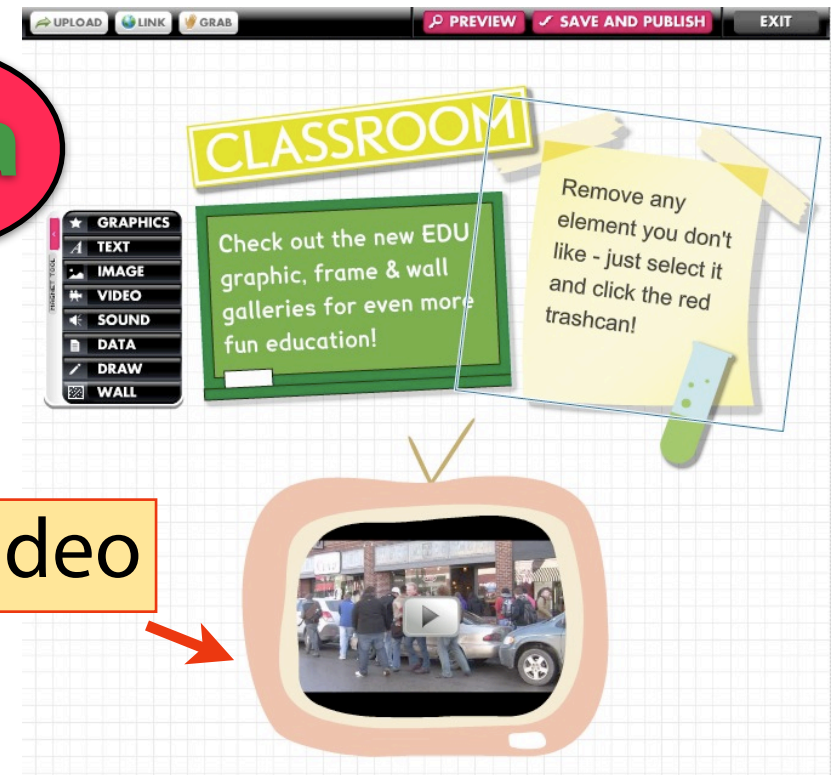 UPLOAD LINK GRAB PREVIEW SAVE AND PUBLISH EXIT
CLASSROOM
MAGNET TOOL
GRAPHICS
TEXT
IMAGE
VIDEO
SOUND
DATA
DRAW
WALL
Check out the new EDU
graphic, frame & wall
galleries for even more
fun education!
Remove any
element you don't
like - just select it
and click the red
trashcan!
deo